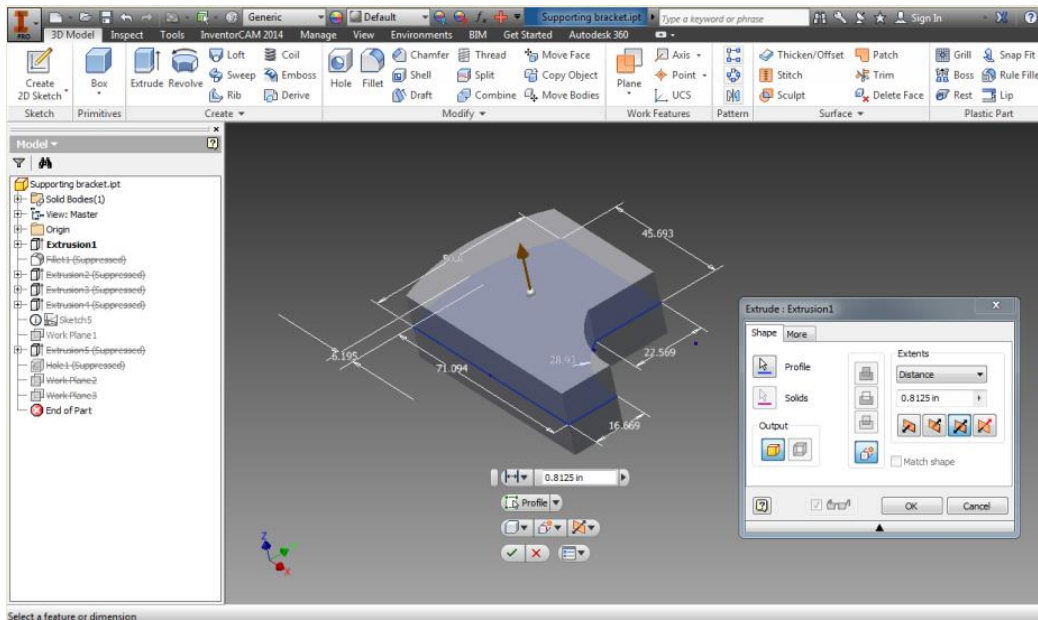 PRO
Generic
Default
Supporting bracket.ipt
Type a keyword or phrase
Sign In
3D Model Inspect Tools InventorCAM 2014 Manage View Environments BIM Get Started Autodesk 360
Create
2D Sketch
Box
Extrude Revolve
Loft
Coil
Sweep
Emboss
Rib
Derive
Hole Fillet
Chamfer
Thread
Move Face
Shell
Split
Copy Object
Draft
Combine
Move Bodies
Plane
Axis
Point
UCS
Thicken/Offset
Patch
Stitch
Trim
Sculpt
Delete Face
Grill
Snap Fit
Boss
Rule Fille
Rest
Lip
Sketch Primitives Create Modify Work Features Pattern Surface Plastic Part
Model
Supporting bracket.ipt
Solid Bodies(1)
View: Master
Origin
Extrusion1
Fillet1 (Suppressed)
Extrusion2 (Suppressed)
Extrusion3 (Suppressed)
Extrusion4 (Suppressed)
Sketch5
Work Plane1
Extrusion5 (Suppressed)
Hole1 (Suppressed)
Work Plane2
Work Plane3
End of Part
45.693
6.195
71.094
28.93
22.569
16.669
Z
X
0.8125 in
Profile
Extrude : Extrusion1
Shape More
Profile
Solids
Output
Extents
Distance
0.8125 in
Match shape
OK
Cancel
Select a feature or dimension